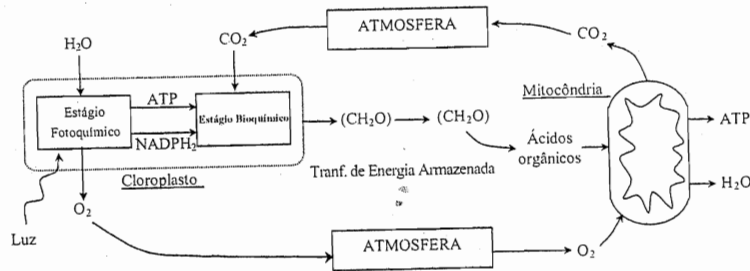 ATMOSFERA
H₂O
CO₂
CO₂
Mitocôndria
ATP
Estágio
Fotoquímico
Estágio Bioquímico
NADPH₂
(CH₂O)
(CH₂O)
Ácidos
orgânicos
ATP
Cloroplasto
Tranf. de Energia Armazenada
H₂O
O₂
Luz
ATMOSFERA
O₂